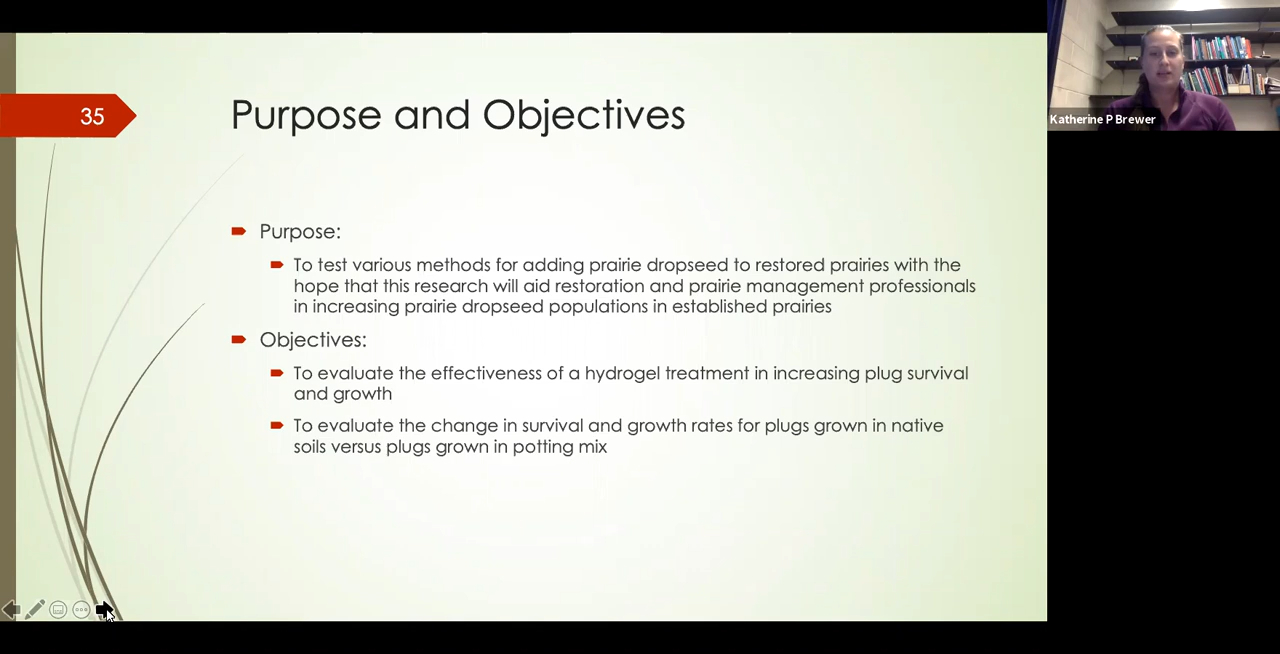 35
Purpose and Objectives
Purpose:
To test various methods for adding prairie dropseed to restored prairies with the
hope that this research will aid restoration and prairie management professionals
in increasing prairie dropseed populations in established prairies
Objectives:
To evaluate the effectiveness of a hydrogel treatment in increasing plug survival
and growth
To evaluate the change in survival and growth rates for plugs grown in native
soils versus plugs grown in potting mix
Katherine P Brewer